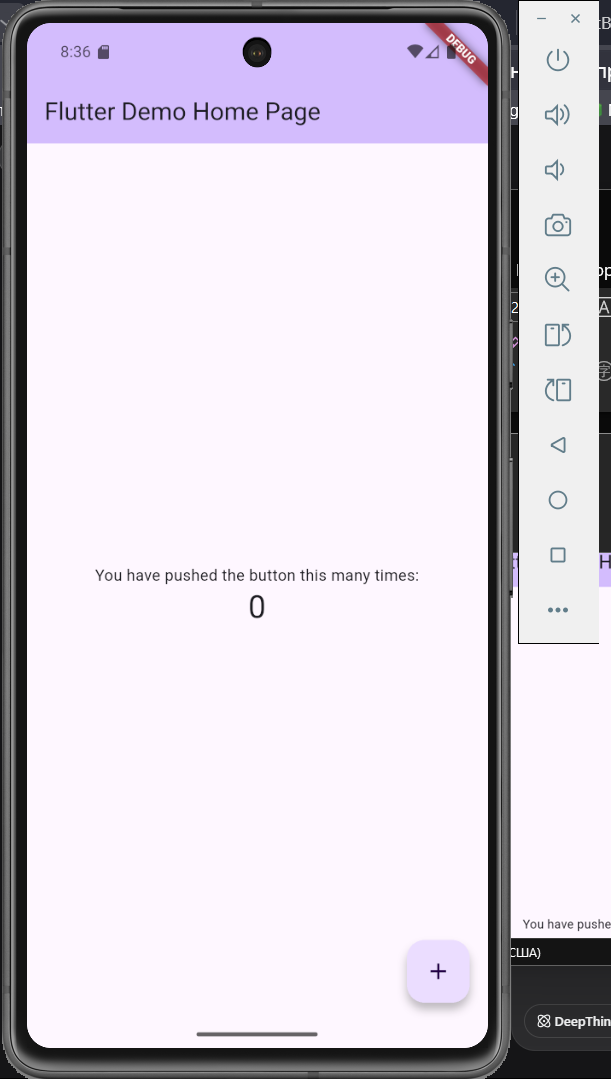 8:36
DEBUG
Flutter Demo Home Page
You have pushed the button this many times:
0
+
You have pushe
США)
DeepThin